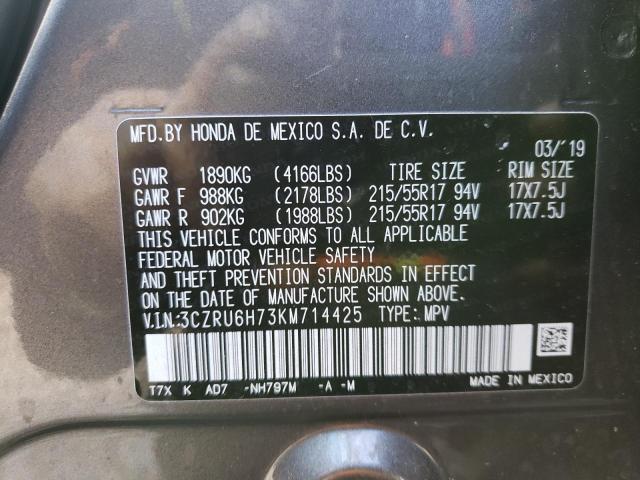 MFD. BY HONDA DE MEXICO S.A. DE C.V.
03/'19
GVWR 1890KG (4166LBS) TIRE SIZE RIM SIZE
GAWR F 988KG (2178LBS) 215/55R17 94V 17X7.5J
GAWR R 902KG (1988LBS) 215/55R17 94V 17X7.5J
THIS VEHICLE CONFORMS TO ALL APPLICABLE
FEDERAL MOTOR VEHICLE SAFETY
AND THEFT PREVENTION STANDARDS IN EFFECT
ON THE DATE OF MANUFACTURE SHOWN ABOVE.
V.I.N.:3CZRU6H73KM714425 TYPE: MPV
T7X K AD7 -NH797M -A -M MADE IN MEXICO